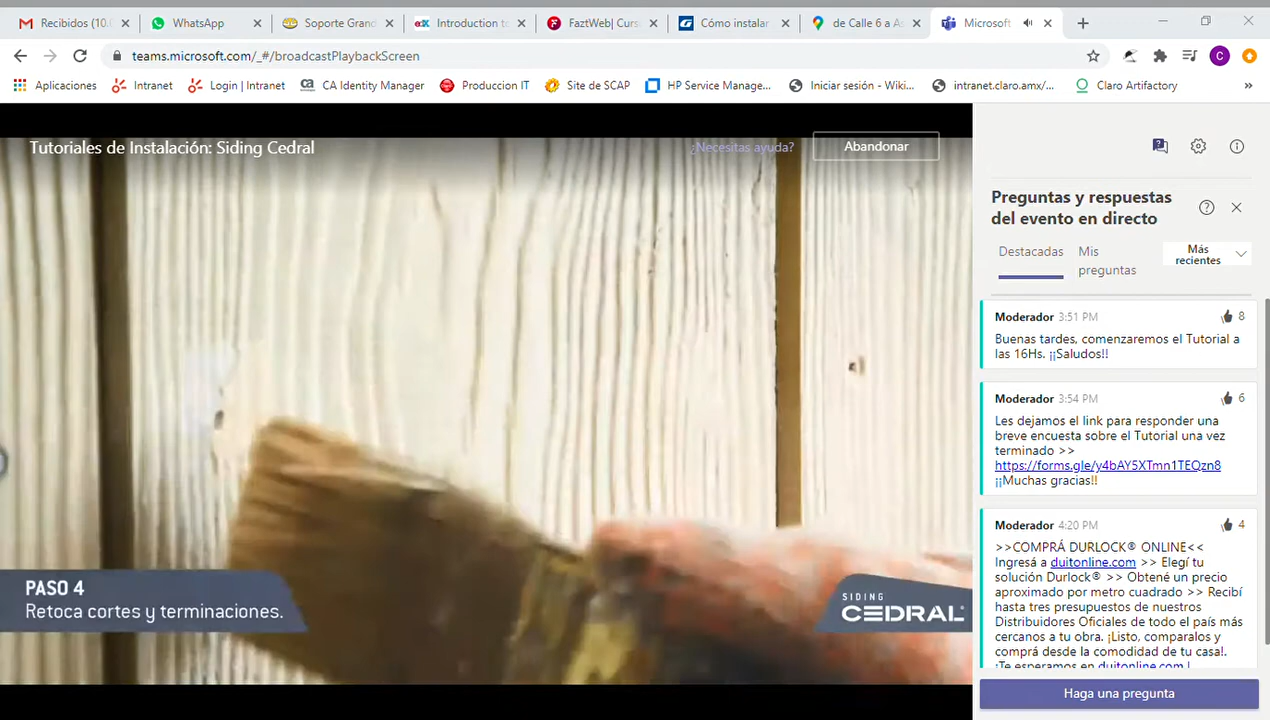 Recibidos (10.
WhatsApp
Soporte Grand
Introduction to
FaztWeb| Curs
Cómo instalar
de Calle 6 a As
Microsoft
teams.microsoft.com/_#/broadcastPlaybackScreen
C
Aplicaciones
Intranet
Login | Intranet
ca
CA Identity Manager
Produccion IT
Site de SCAP
HP Service Manage...
Iniciar sesión - Wiki...
intranet.claro.amx/...
Claro Artifactory
»
Tutoriales de Instalación: Siding Cedral
¿Necesitas ayuda?
Abandonar
PASO 4
Retoca cortes y terminaciones.
SIDING
CEDRAL®
Preguntas y respuestas
del evento en directo
Destacadas
Mis
preguntas
Más
recientes
Moderador 3:51 PM
8
Buenas tardes, comenzaremos el Tutorial a
las 16Hs. ¡¡Saludos!!
Moderador 3:54 PM
6
Les dejamos el link para responder una
breve encuesta sobre el Tutorial una vez
terminado >>
https://forms.gle/y4bAY5XTmn1TEQzn8
¡¡Muchas gracias!!
Moderador 4:20 PM
4
>>COMPRÁ DURLOCK® ONLINE<<
Ingresá a duitonline.com >> Elegí tu
solución Durlock® >> Obtené un precio
aproximado por metro cuadrado >> Recibí
hasta tres presupuestos de nuestros
Distribuidores Oficiales de todo el país más
cercanos a tu obra. ¡Listo, comparalos y
comprá desde la comodidad de tu casa!.
¡Te esperamos en duitonline.com |
Haga una pregunta